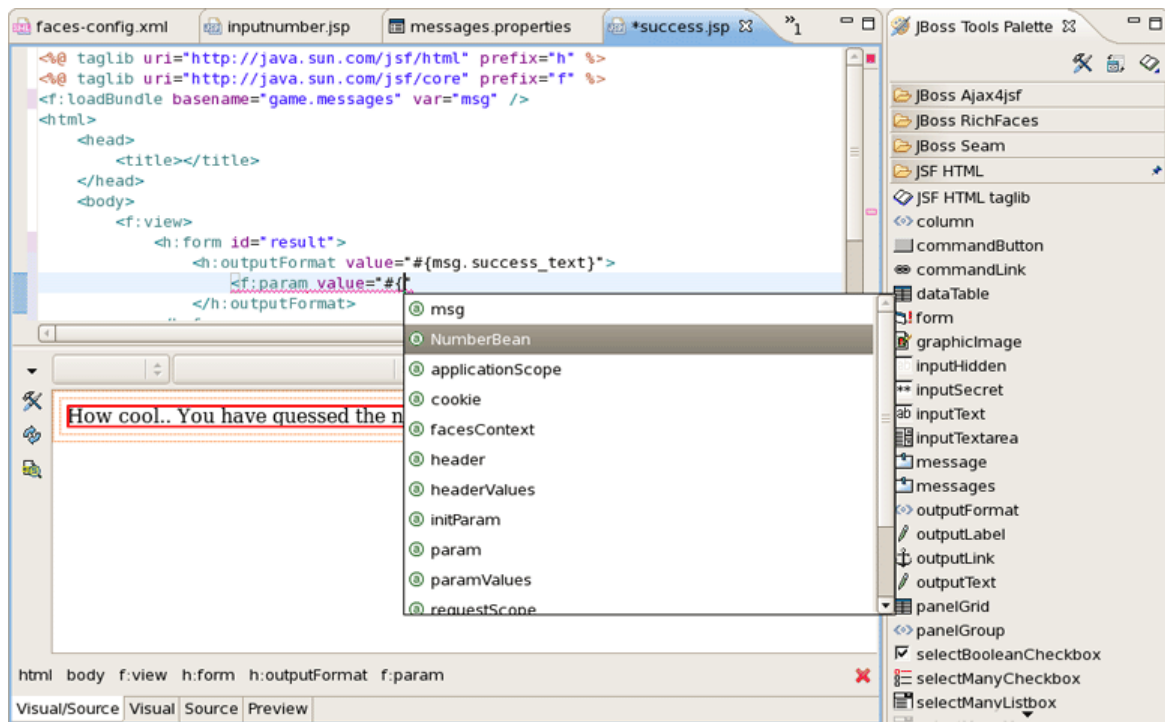 faces-config.xml inputnumber.jsp messages.properties *success.jsp »1
<%@ taglib uri="http://java.sun.com/jsf/html" prefix="h" %>
<%@ taglib uri="http://java.sun.com/jsf/core" prefix="f" %>
<f:loadBundle basename="game.messages" var="msg" />
<html>
<head>
<title></title>
</head>
<body>
<f:view>
<h:form id="result">
<h:outputFormat value="#{msg.success_text}">
<f:param value="#{"
</h:outputFormat>
msg
NumberBean
applicationScope
cookie
facesContext
header
headerValues
initParam
param
paramValues
requestScope
How cool.. You have quessed the n
html body f:view h:form h:outputFormat f:param
Visual/Source Visual Source Preview
JBoss Tools Palette
JBoss Ajax4jsf
JBoss RichFaces
JBoss Seam
JSF HTML
JSF HTML taglib
column
commandButton
commandLink
dataTable
form
graphicImage
inputHidden
inputSecret
inputText
inputTextarea
message
messages
outputFormat
outputLabel
outputLink
outputText
panelGrid
panelGroup
selectBooleanCheckbox
selectManyCheckbox
selectManyListbox